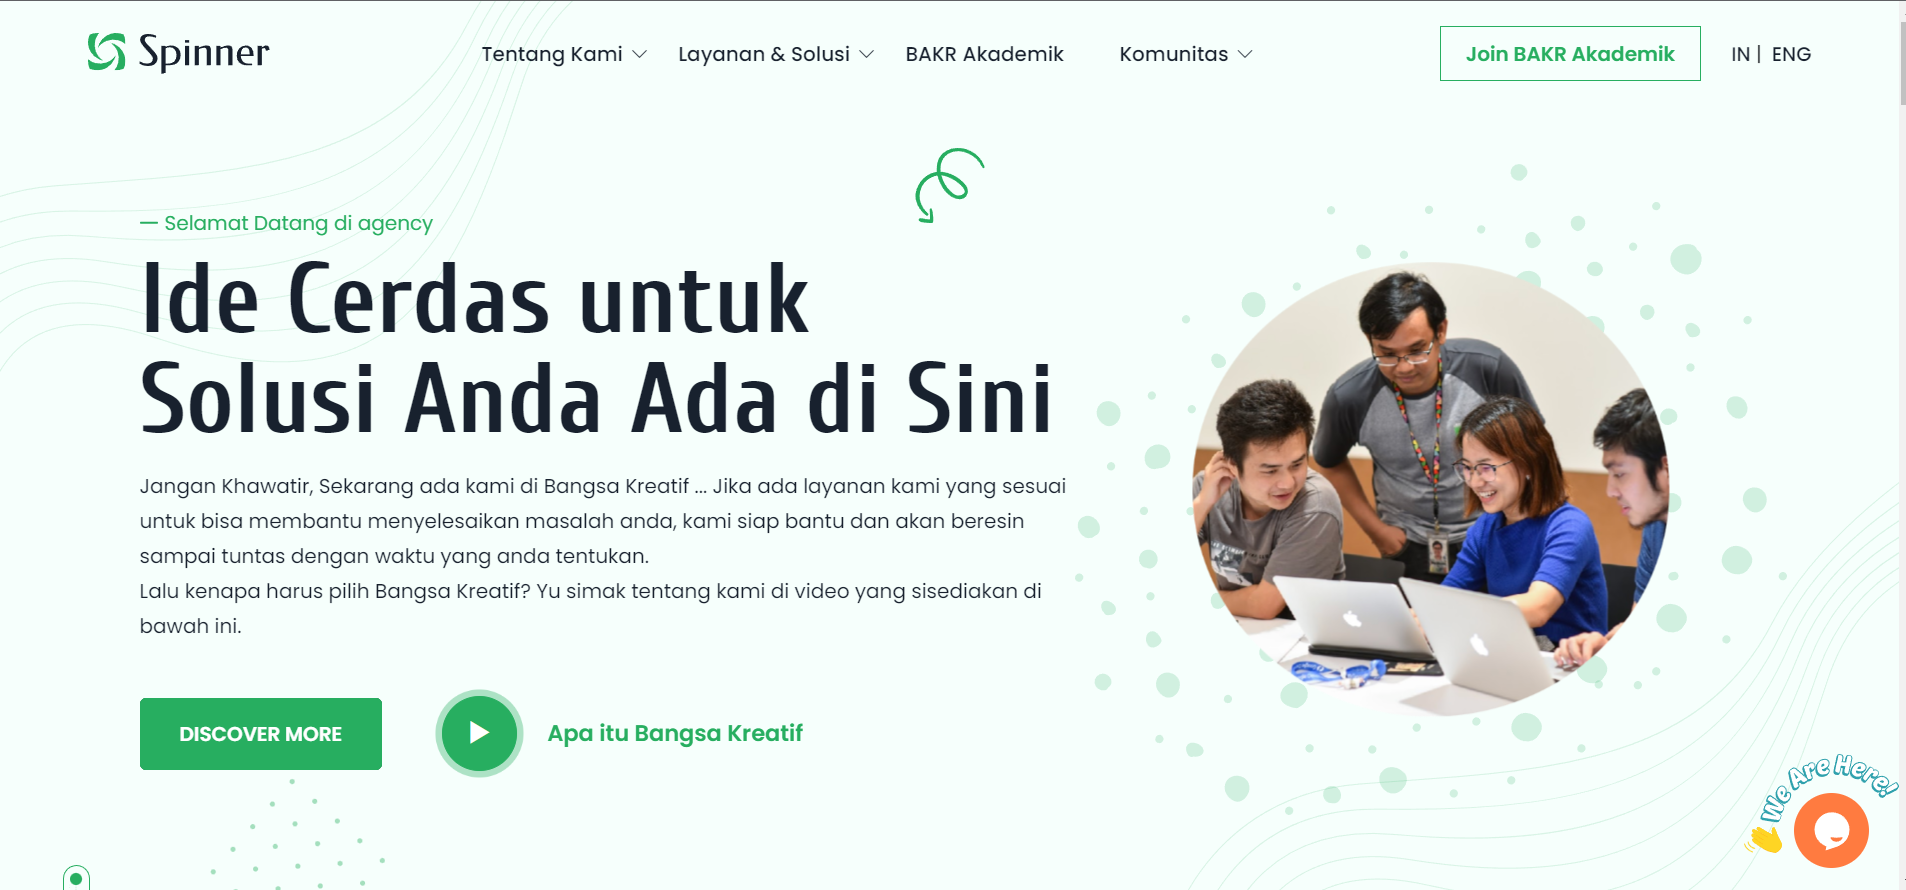 Spinner
Tentang Kami
Layanan & Solusi
BAKR Akademik
Komunitas
Join BAKR Akademik
IN | ENG
— Selamat Datang di agency
Ide Cerdas untuk
Solusi Anda Ada di Sini
Jangan Khawatir, Sekarang ada kami di Bangsa Kreatif ... Jika ada layanan kami yang sesuai
untuk bisa membantu menyelesaikan masalah anda, kami siap bantu dan akan beresin
sampai tuntas dengan waktu yang anda tentukan.
Lalu kenapa harus pilih Bangsa Kreatif? Yu simak tentang kami di video yang sisediakan di
bawah ini.
DISCOVER MORE
Apa itu Bangsa Kreatif
We Are Here!